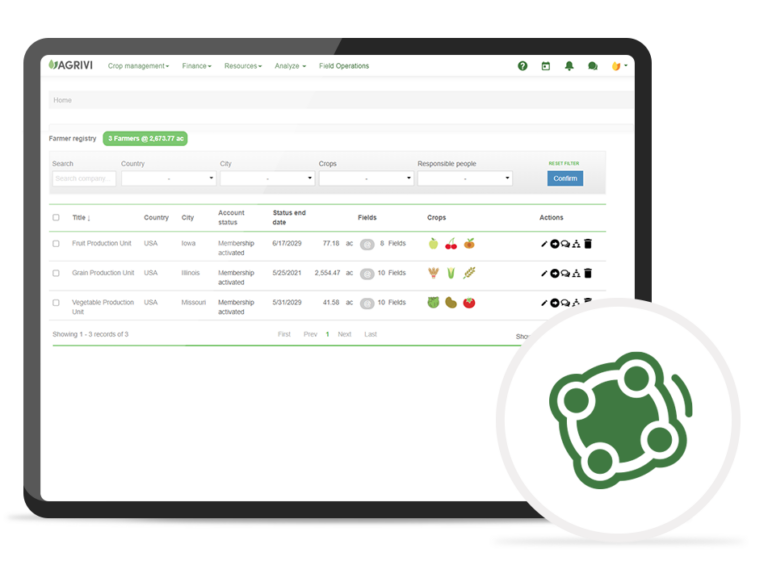 AGRIVI Crop management Finance Resources Analyze Field Operations
Home
Farmer registry 3 Farmers @ 2,673.77 ac
Search Country City Crops Responsible people RESET FILTER
Search company... - - - - Confirm
Title ↓ Country City Account status Status end date Fields Crops Actions
Fruit Production Unit USA Iowa Membership activated 6/17/2029 77.18 ac 8 Fields
Grain Production Unit USA Illinois Membership activated 5/25/2021 2,554.47 ac 10 Fields
Vegetable Production Unit USA Missouri Membership activated 5/31/2029 41.58 ac 10 Fields
Showing 1 - 3 records of 3 First Prev 1 Next Last Show